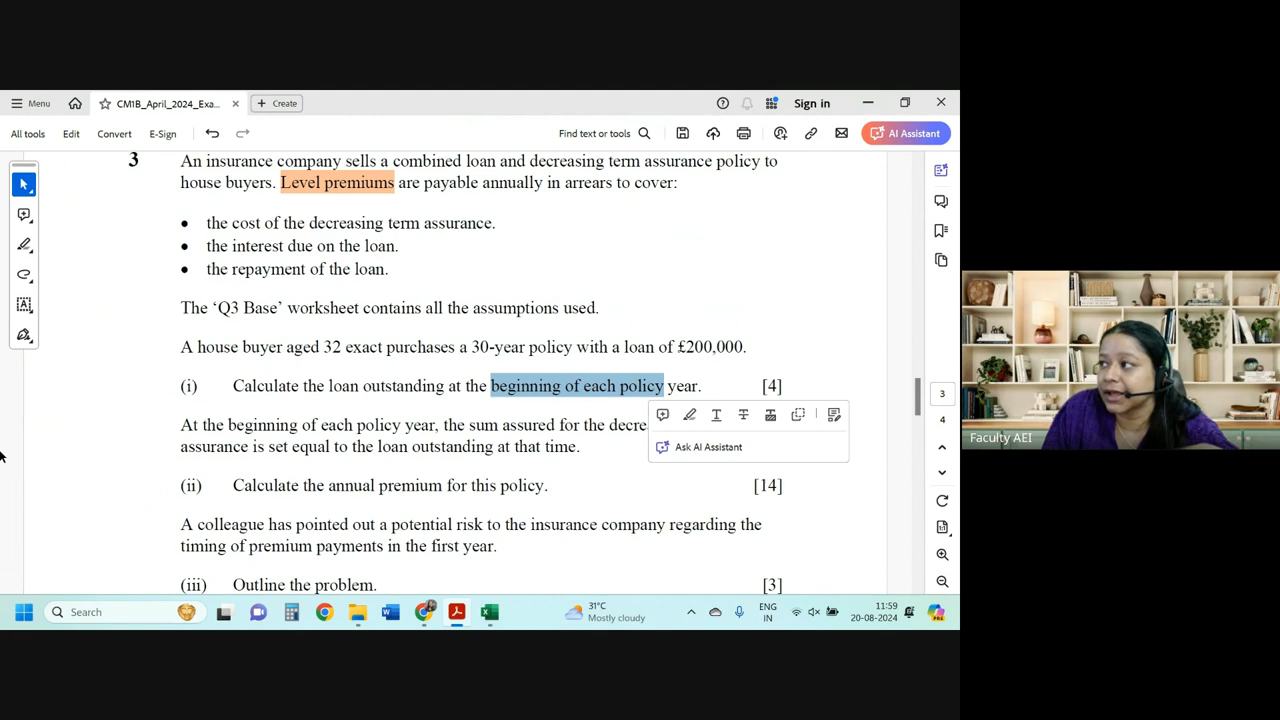 Menu
CM1B_April_2024_Exa...
Create
Sign in
All tools
Edit
Convert
E-Sign
Find text or tools
AI Assistant
3
An insurance company sells a combined loan and decreasing term assurance policy to
house buyers. Level premiums are payable annually in arrears to cover:
• the cost of the decreasing term assurance.
• the interest due on the loan.
• the repayment of the loan.
The ‘Q3 Base’ worksheet contains all the assumptions used.
A house buyer aged 32 exact purchases a 30-year policy with a loan of £200,000.
(i) Calculate the loan outstanding at the beginning of each policy year. [4]
At the beginning of each policy year, the sum assured for the decre
assurance is set equal to the loan outstanding at that time.
Ask AI Assistant
(ii) Calculate the annual premium for this policy. [14]
A colleague has pointed out a potential risk to the insurance company regarding the
timing of premium payments in the first year.
(iii) Outline the problem. [3]
3
4
Faculty AEI
Search
31°C
Mostly cloudy
ENG
IN
11:59
20-08-2024